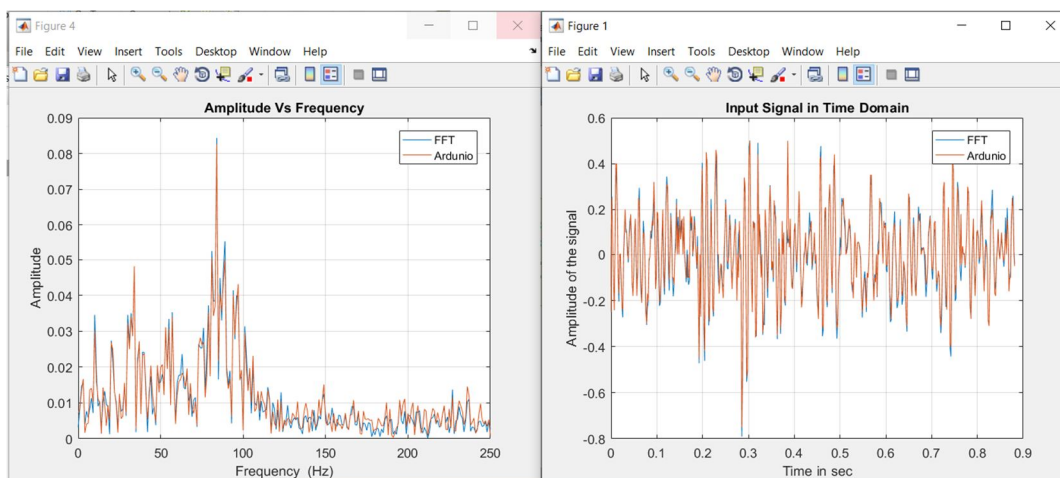 Figure 4
File Edit View Insert Tools Desktop Window Help
Amplitude Vs Frequency
FFT
Ardunio
0.09
0.08
0.07
0.06
0.05
0.04
0.03
0.02
0.01
0
Amplitude
0 50 100 150 200 250
Frequency (Hz)
Figure 1
File Edit View Insert Tools Desktop Window Help
Input Signal in Time Domain
FFT
Ardunio
0.6
0.4
0.2
0
-0.2
-0.4
-0.6
-0.8
Amplitude of the signal
0 0.1 0.2 0.3 0.4 0.5 0.6 0.7 0.8 0.9
Time in sec